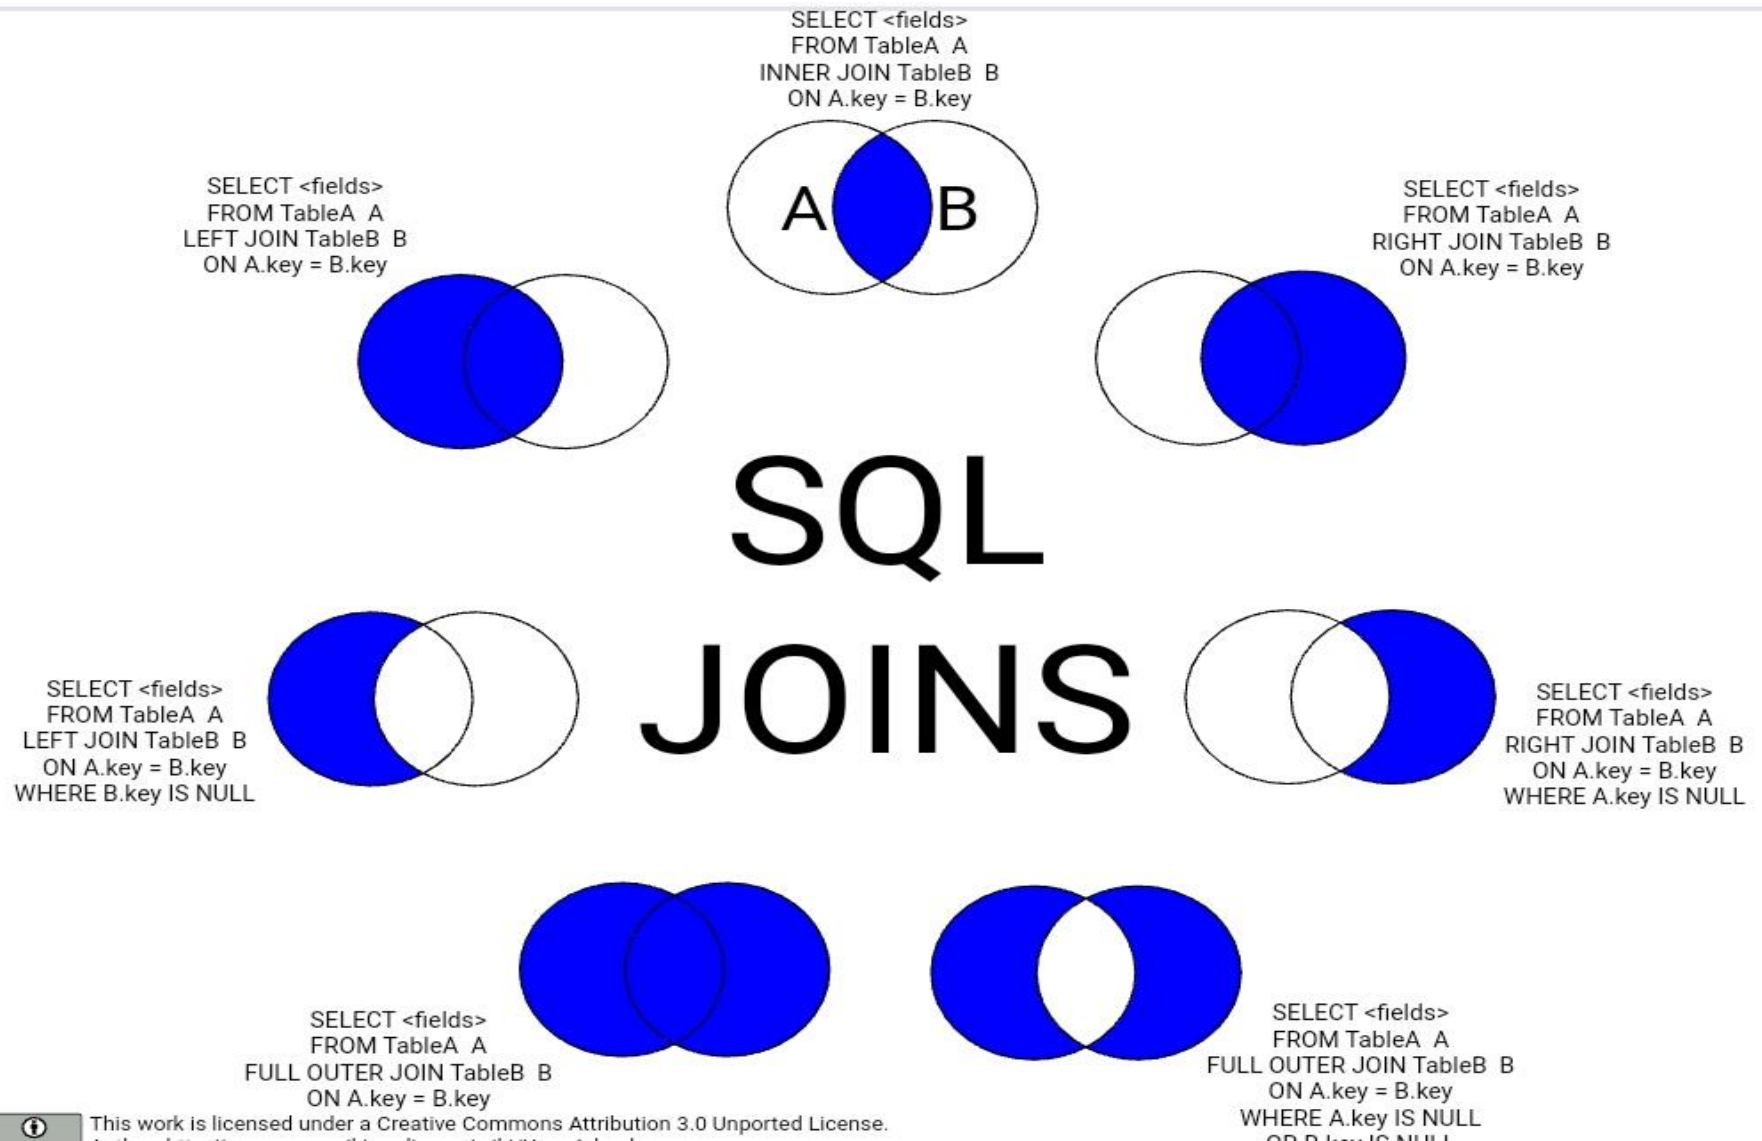 SELECT <fields>
FROM TableA A
INNER JOIN TableB B
ON A.key = B.key
A B
SELECT <fields>
FROM TableA A
LEFT JOIN TableB B
ON A.key = B.key
SELECT <fields>
FROM TableA A
RIGHT JOIN TableB B
ON A.key = B.key
SQL
JOINS
SELECT <fields>
FROM TableA A
LEFT JOIN TableB B
ON A.key = B.key
WHERE B.key IS NULL
SELECT <fields>
FROM TableA A
RIGHT JOIN TableB B
ON A.key = B.key
WHERE A.key IS NULL
SELECT <fields>
FROM TableA A
FULL OUTER JOIN TableB B
ON A.key = B.key
SELECT <fields>
FROM TableA A
FULL OUTER JOIN TableB B
ON A.key = B.key
WHERE A.key IS NULL
OR B.key IS NULL
This work is licensed under a Creative Commons Attribution 3.0 Unported License.